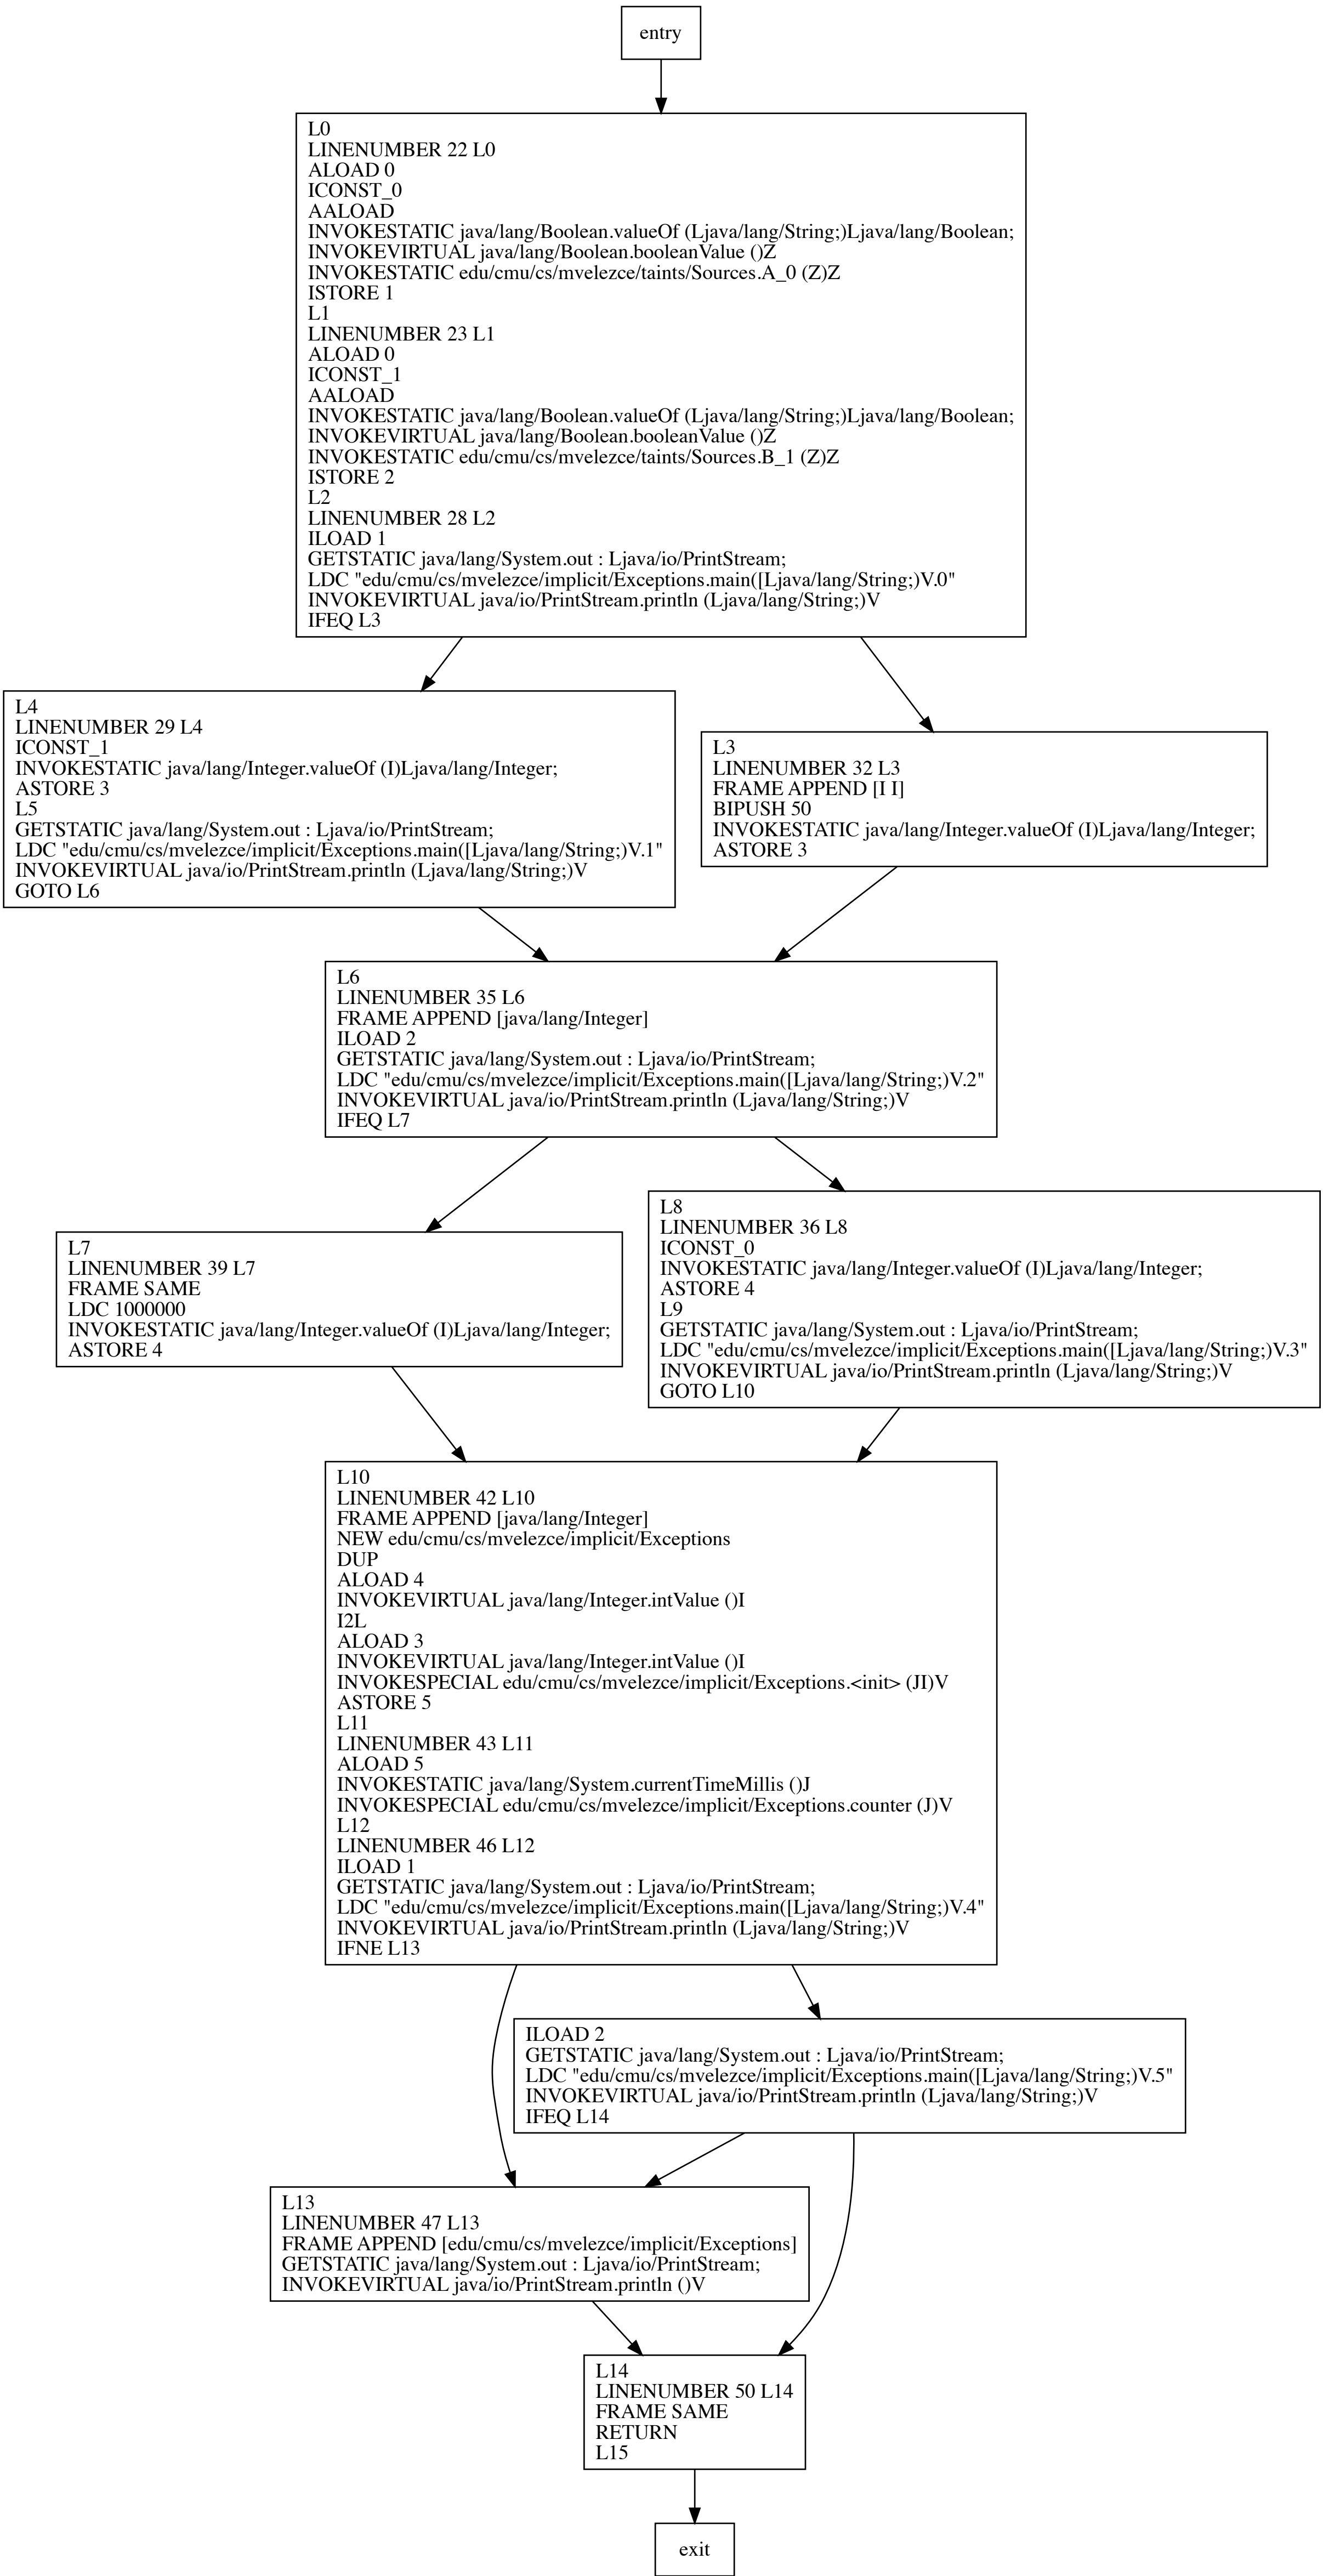 entry
L0
LINENUMBER 22 L0
ALOAD 0
ICONST_0
AALOAD
INVOKESTATIC java/lang/Boolean.valueOf (Ljava/lang/String;)Ljava/lang/Boolean;
INVOKEVIRTUAL java/lang/Boolean.booleanValue ()Z
INVOKESTATIC edu/cmu/cs/mvelezce/taints/Sources.A_0 (Z)Z
ISTORE 1
L1
LINENUMBER 23 L1
ALOAD 0
ICONST_1
AALOAD
INVOKESTATIC java/lang/Boolean.valueOf (Ljava/lang/String;)Ljava/lang/Boolean;
INVOKEVIRTUAL java/lang/Boolean.booleanValue ()Z
INVOKESTATIC edu/cmu/cs/mvelezce/taints/Sources.B_1 (Z)Z
ISTORE 2
L2
LINENUMBER 28 L2
ILOAD 1
GETSTATIC java/lang/System.out : Ljava/io/PrintStream;
LDC "edu/cmu/cs/mvelezce/implicit/Exceptions.main([Ljava/lang/String;)V.0"
INVOKEVIRTUAL java/io/PrintStream.println (Ljava/lang/String;)V
IFEQ L3
L4
LINENUMBER 29 L4
ICONST_1
INVOKESTATIC java/lang/Integer.valueOf (I)Ljava/lang/Integer;
ASTORE 3
L5
GETSTATIC java/lang/System.out : Ljava/io/PrintStream;
LDC "edu/cmu/cs/mvelezce/implicit/Exceptions.main([Ljava/lang/String;)V.1"
INVOKEVIRTUAL java/io/PrintStream.println (Ljava/lang/String;)V
GOTO L6
L3
LINENUMBER 32 L3
FRAME APPEND [I I]
BIPUSH 50
INVOKESTATIC java/lang/Integer.valueOf (I)Ljava/lang/Integer;
ASTORE 3
L6
LINENUMBER 35 L6
FRAME APPEND [java/lang/Integer]
ILOAD 2
GETSTATIC java/lang/System.out : Ljava/io/PrintStream;
LDC "edu/cmu/cs/mvelezce/implicit/Exceptions.main([Ljava/lang/String;)V.2"
INVOKEVIRTUAL java/io/PrintStream.println (Ljava/lang/String;)V
IFEQ L7
L7
LINENUMBER 39 L7
FRAME SAME
LDC 1000000
INVOKESTATIC java/lang/Integer.valueOf (I)Ljava/lang/Integer;
ASTORE 4
L8
LINENUMBER 36 L8
ICONST_0
INVOKESTATIC java/lang/Integer.valueOf (I)Ljava/lang/Integer;
ASTORE 4
L9
GETSTATIC java/lang/System.out : Ljava/io/PrintStream;
LDC "edu/cmu/cs/mvelezce/implicit/Exceptions.main([Ljava/lang/String;)V.3"
INVOKEVIRTUAL java/io/PrintStream.println (Ljava/lang/String;)V
GOTO L10
L10
LINENUMBER 42 L10
FRAME APPEND [java/lang/Integer]
NEW edu/cmu/cs/mvelezce/implicit/Exceptions
DUP
ALOAD 4
INVOKEVIRTUAL java/lang/Integer.intValue ()I
I2L
ALOAD 3
INVOKEVIRTUAL java/lang/Integer.intValue ()I
INVOKESPECIAL edu/cmu/cs/mvelezce/implicit/Exceptions.<init> (JI)V
ASTORE 5
L11
LINENUMBER 43 L11
ALOAD 5
INVOKESTATIC java/lang/System.currentTimeMillis ()J
INVOKESPECIAL edu/cmu/cs/mvelezce/implicit/Exceptions.counter (J)V
L12
LINENUMBER 46 L12
ILOAD 1
GETSTATIC java/lang/System.out : Ljava/io/PrintStream;
LDC "edu/cmu/cs/mvelezce/implicit/Exceptions.main([Ljava/lang/String;)V.4"
INVOKEVIRTUAL java/io/PrintStream.println (Ljava/lang/String;)V
IFNE L13
ILOAD 2
GETSTATIC java/lang/System.out : Ljava/io/PrintStream;
LDC "edu/cmu/cs/mvelezce/implicit/Exceptions.main([Ljava/lang/String;)V.5"
INVOKEVIRTUAL java/io/PrintStream.println (Ljava/lang/String;)V
IFEQ L14
L13
LINENUMBER 47 L13
FRAME APPEND [edu/cmu/cs/mvelezce/implicit/Exceptions]
GETSTATIC java/lang/System.out : Ljava/io/PrintStream;
INVOKEVIRTUAL java/io/PrintStream.println ()V
L14
LINENUMBER 50 L14
FRAME SAME
RETURN
L15
exit